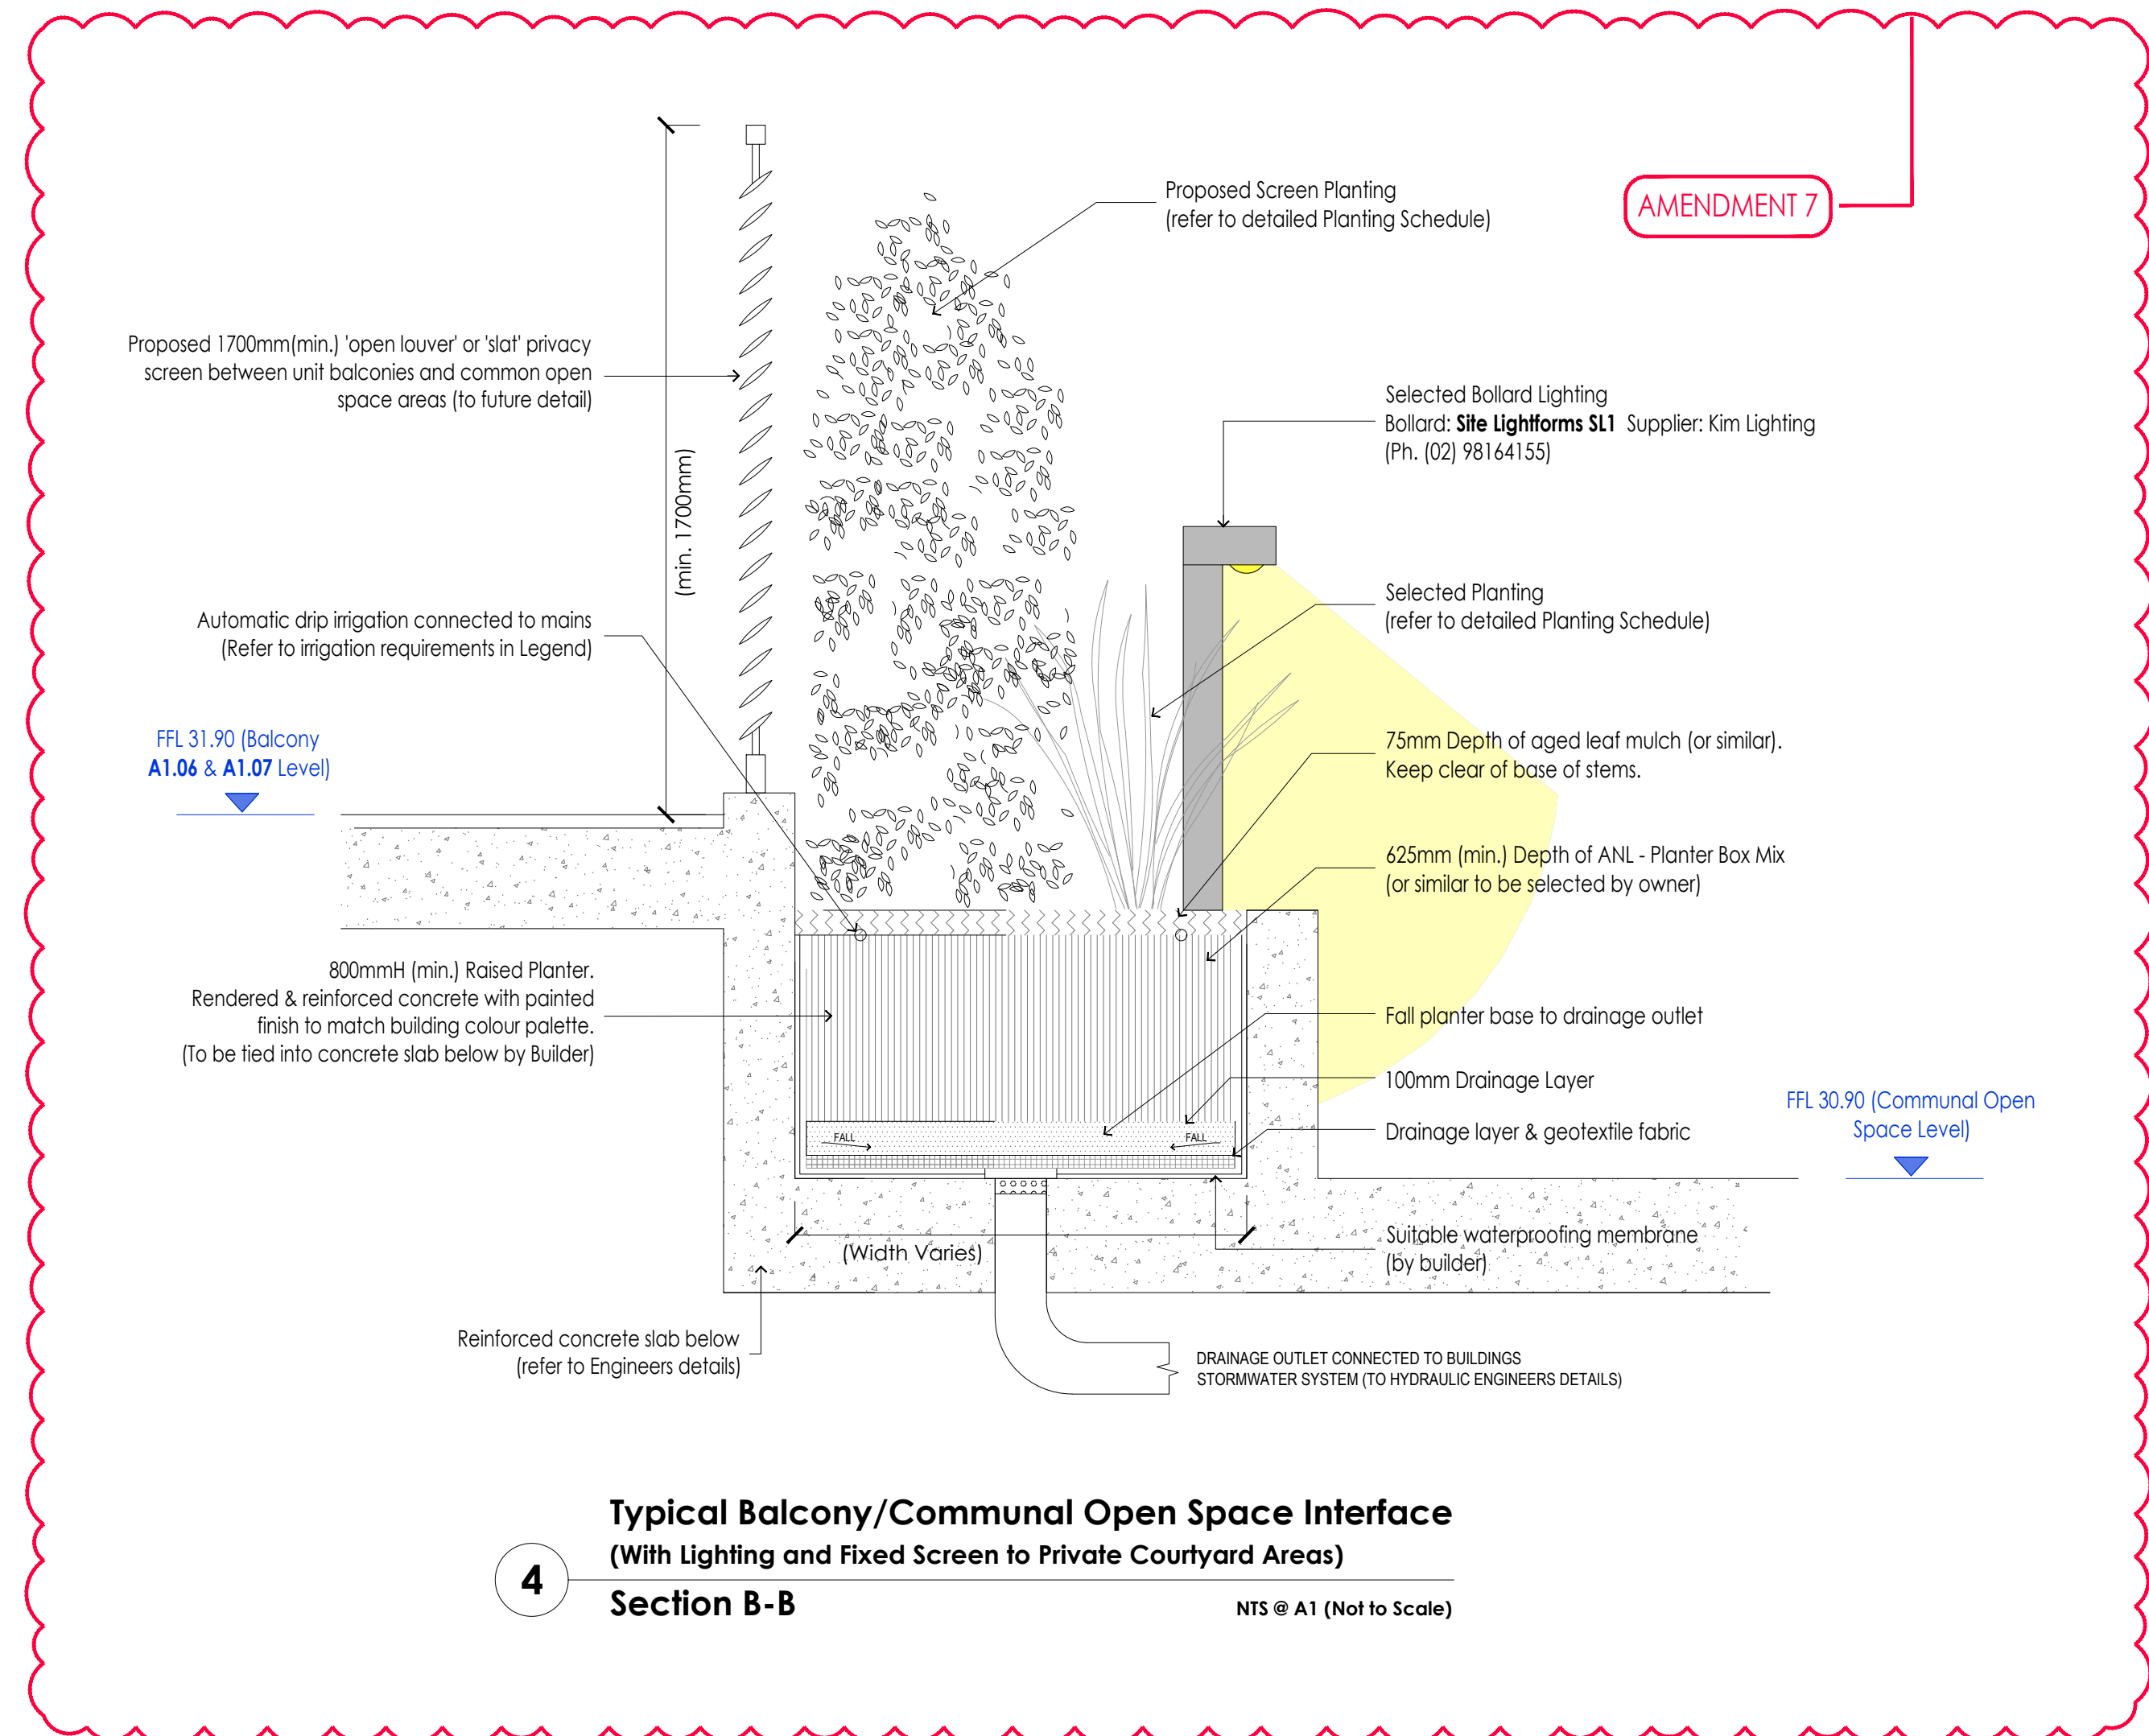 AMENDMENT 7
Proposed Screen Planting
(refer to detailed Planting Schedule)
Proposed 1700mm(min.) 'open louver' or 'slat' privacy
screen between unit balconies and common open
space areas (to future detail)
(min. 1700mm)
Selected Bollard Lighting
Bollard: Site Lightforms SL1 Supplier: Kim Lighting
(Ph. (02) 98164155)
Automatic drip irrigation connected to mains
(Refer to irrigation requirements in Legend)
Selected Planting
(refer to detailed Planting Schedule)
FFL 31.90 (Balcony
A1.06 & A1.07 Level)
75mm Depth of aged leaf mulch (or similar).
Keep clear of base of stems.
625mm (min.) Depth of ANL - Planter Box Mix
(or similar to be selected by owner)
800mmH (min.) Raised Planter.
Rendered & reinforced concrete with painted
finish to match building colour palette.
(To be tied into concrete slab below by Builder)
Fall planter base to drainage outlet
100mm Drainage Layer
FFL 30.90 (Communal Open
Space Level)
Drainage layer & geotextile fabric
FALL
FALL
Suitable waterproofing membrane
(by builder)
(Width Varies)
Reinforced concrete slab below
(refer to Engineers details)
DRAINAGE OUTLET CONNECTED TO BUILDINGS
STORMWATER SYSTEM (TO HYDRAULIC ENGINEERS DETAILS)
4
Typical Balcony/Communal Open Space Interface
(With Lighting and Fixed Screen to Private Courtyard Areas)
Section B-B
NTS @ A1 (Not to Scale)